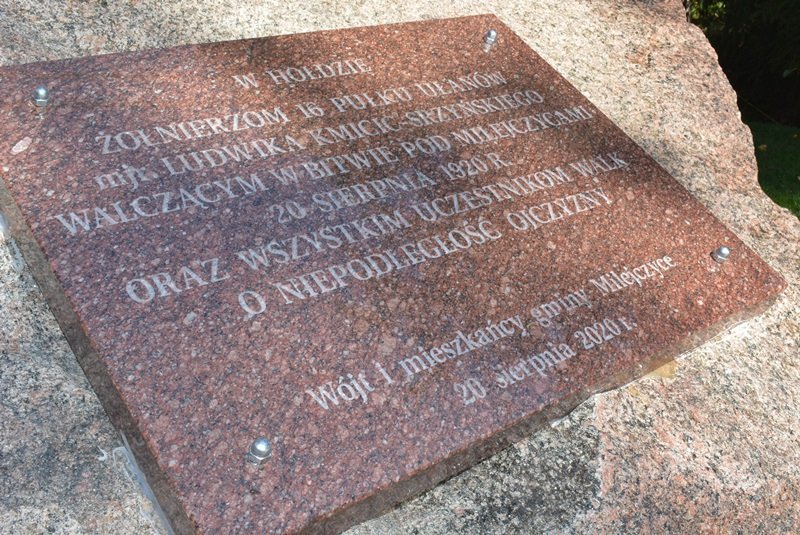 W HOŁDZIE
ŻOŁNIERZOM 16 PUŁKU UŁANÓW
mjr. LUDWIKA KMICIC-SRZYŃSKIEGO
WALCZĄCYM W BITWIE POD MILEJCZYCAMI
20 SIERPNIA 1920 R.
ORAZ WSZYSTKIM UCZESTNIKOM WALK
O NIEPODLEGŁOŚĆ OJCZYZNY
Wójt i mieszkańcy gminy Milejczyce
20 sierpnia 2020 r.